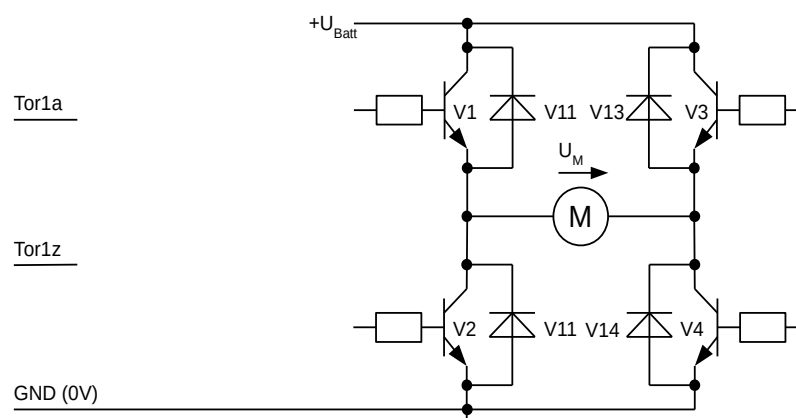 +U_Batt
Tor1a
V1 V11 V13 V3
U_M
M
Tor1z
V2 V11 V14 V4
GND (0V)